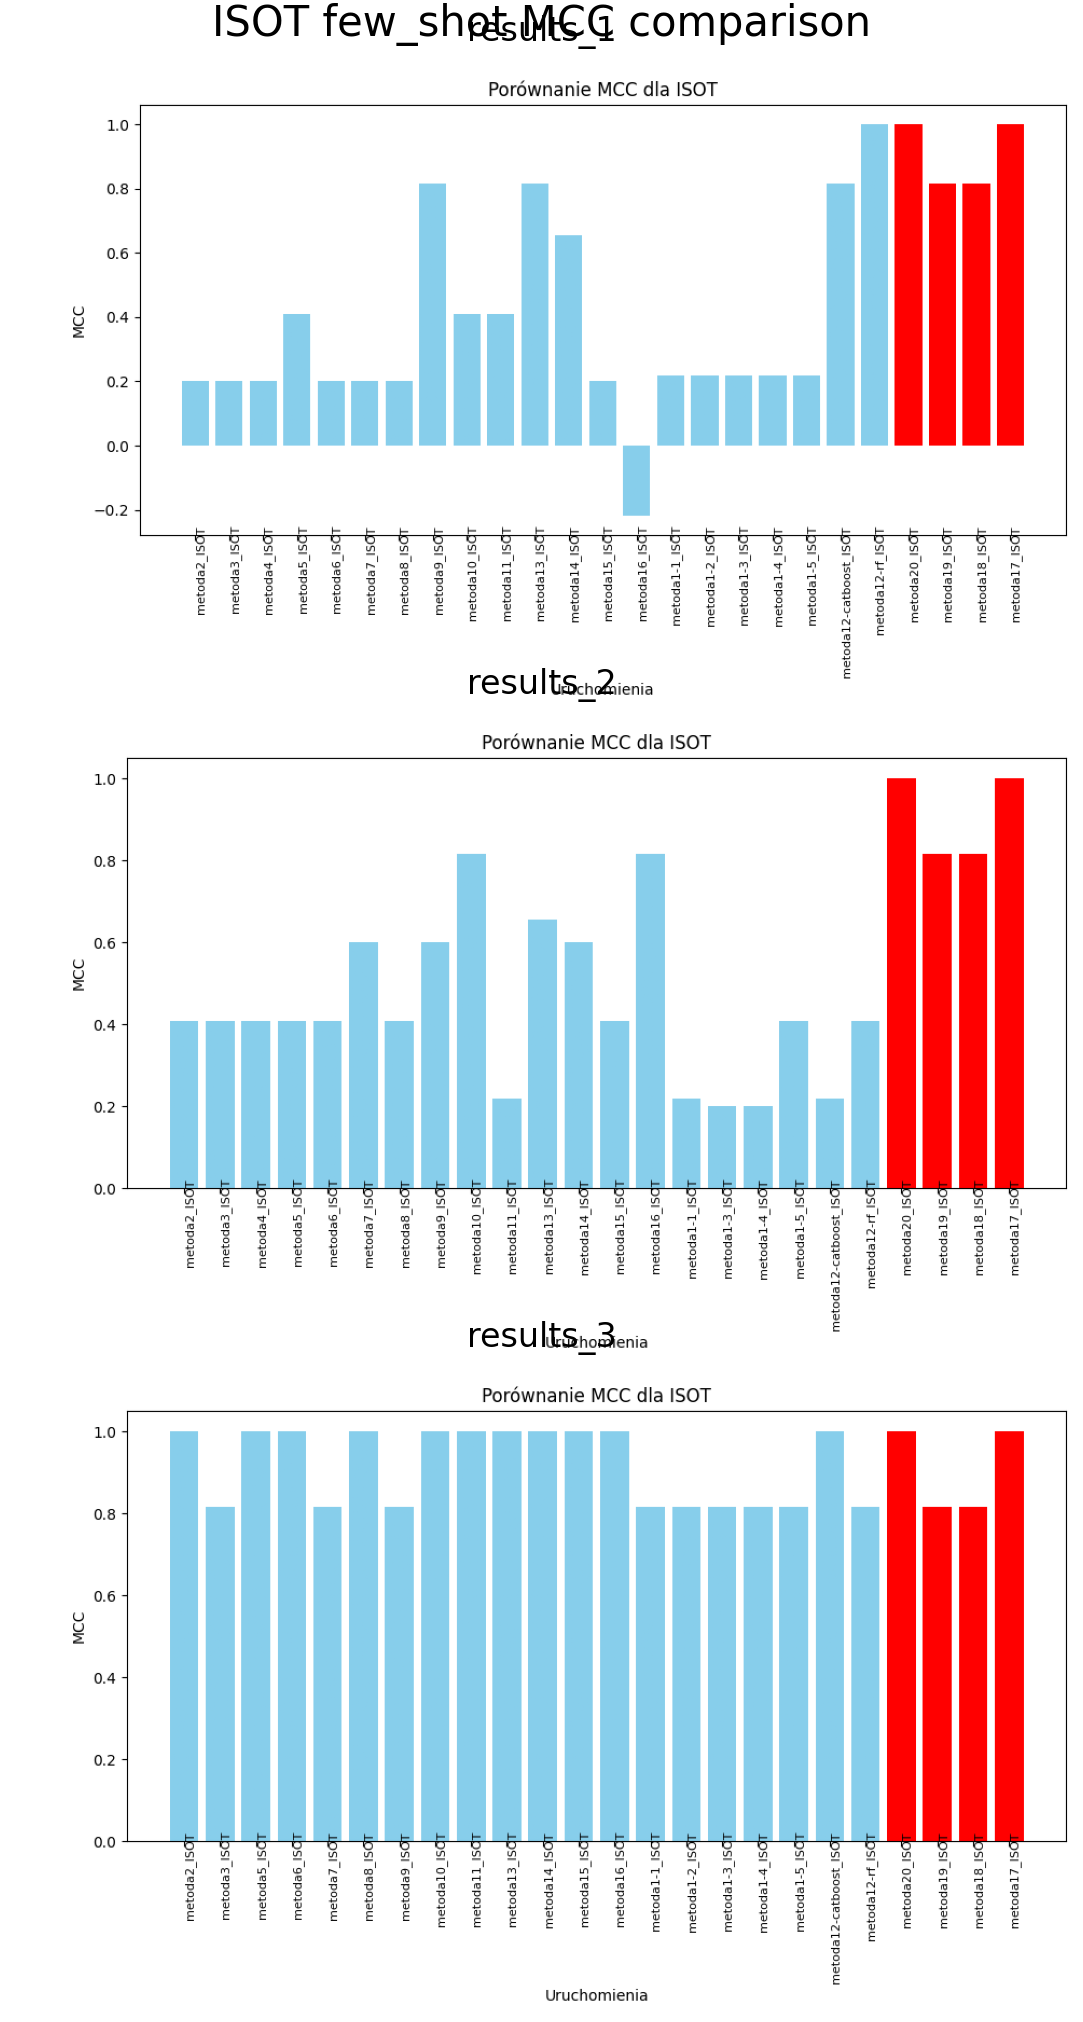 ISOT few_shot MCC comparison
results_1
Porównanie MCC dla ISOT
MCC
1.0
0.8
0.6
0.4
0.2
0.0
−0.2
metoda2_ISOT
metoda3_ISOT
metoda4_ISOT
metoda5_ISOT
metoda6_ISOT
metoda7_ISOT
metoda8_ISOT
metoda9_ISOT
metoda10_ISOT
metoda11_ISOT
metoda13_ISOT
metoda14_ISOT
metoda15_ISOT
metoda16_ISOT
metoda1-1_ISOT
metoda1-2_ISOT
metoda1-3_ISOT
metoda1-4_ISOT
metoda1-5_ISOT
metoda12-catboost_ISOT
metoda12-rf_ISOT
metoda20_ISOT
metoda19_ISOT
metoda18_ISOT
metoda17_ISOT
Uruchomienia
results_2
Porównanie MCC dla ISOT
MCC
1.0
0.8
0.6
0.4
0.2
0.0
metoda2_ISOT
metoda3_ISOT
metoda4_ISOT
metoda5_ISOT
metoda6_ISOT
metoda7_ISOT
metoda8_ISOT
metoda9_ISOT
metoda10_ISOT
metoda11_ISOT
metoda13_ISOT
metoda14_ISOT
metoda15_ISOT
metoda16_ISOT
metoda1-1_ISOT
metoda1-3_ISOT
metoda1-4_ISOT
metoda1-5_ISOT
metoda12-catboost_ISOT
metoda12-rf_ISOT
metoda20_ISOT
metoda19_ISOT
metoda18_ISOT
metoda17_ISOT
Uruchomienia
results_3
Porównanie MCC dla ISOT
MCC
1.0
0.8
0.6
0.4
0.2
0.0
metoda2_ISOT
metoda3_ISOT
metoda5_ISOT
metoda6_ISOT
metoda7_ISOT
metoda8_ISOT
metoda9_ISOT
metoda10_ISOT
metoda11_ISOT
metoda13_ISOT
metoda14_ISOT
metoda15_ISOT
metoda16_ISOT
metoda1-1_ISOT
metoda1-2_ISOT
metoda1-3_ISOT
metoda1-4_ISOT
metoda1-5_ISOT
metoda12-catboost_ISOT
metoda12-rf_ISOT
metoda20_ISOT
metoda19_ISOT
metoda18_ISOT
metoda17_ISOT
Uruchomienia